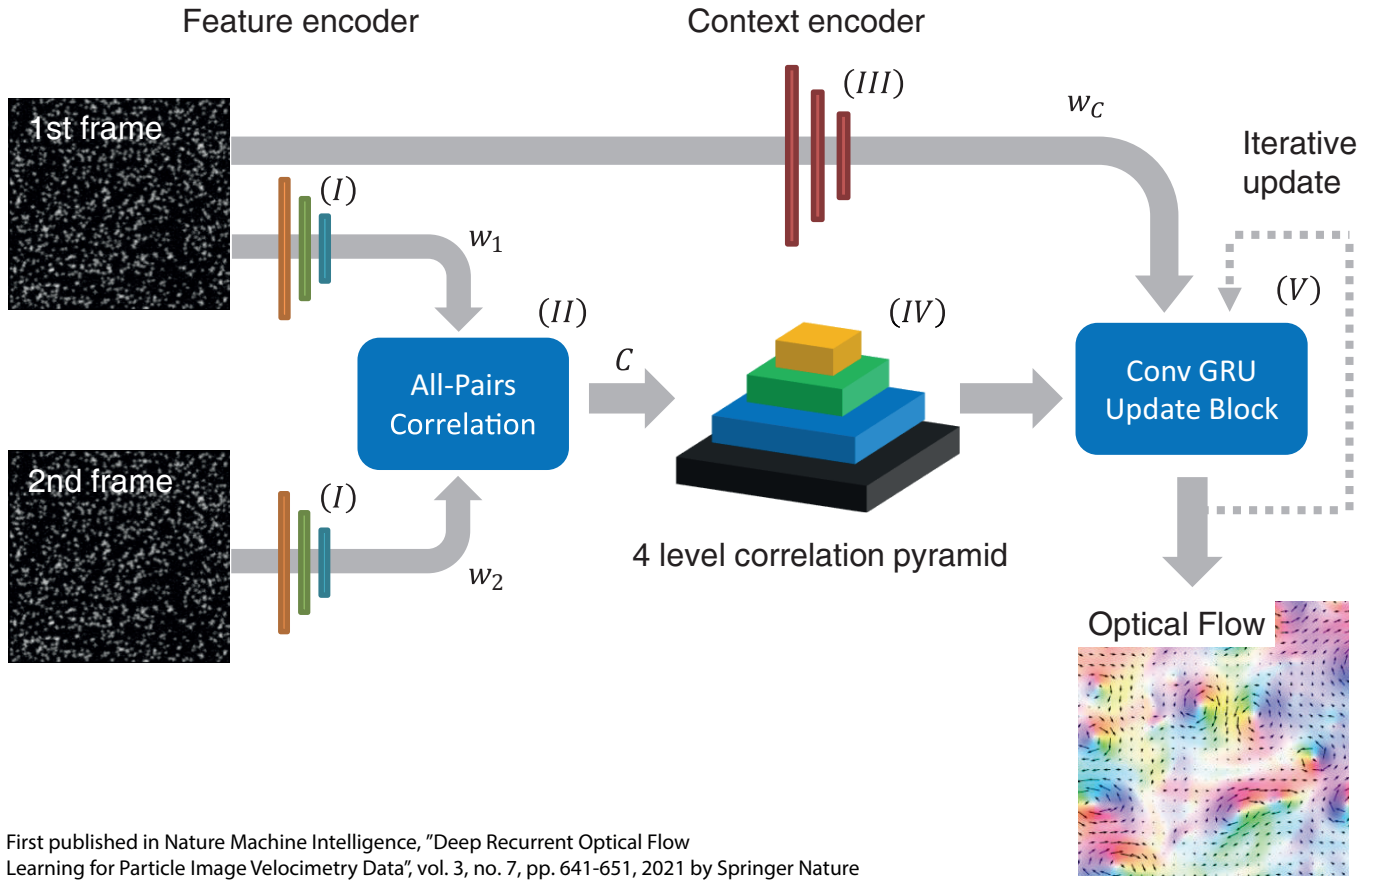 Feature encoder
Context encoder
1st frame
(I)
w₁
(III)
w_C
Iterative
update
(V)
(II)
All-Pairs
Correlation
C
(IV)
Conv GRU
Update Block
2nd frame
(I)
w₂
4 level correlation pyramid
Optical Flow
First published in Nature Machine Intelligence, ”Deep Recurrent Optical Flow
Learning for Particle Image Velocimetry Data”, vol. 3, no. 7, pp. 641-651, 2021 by Springer Nature